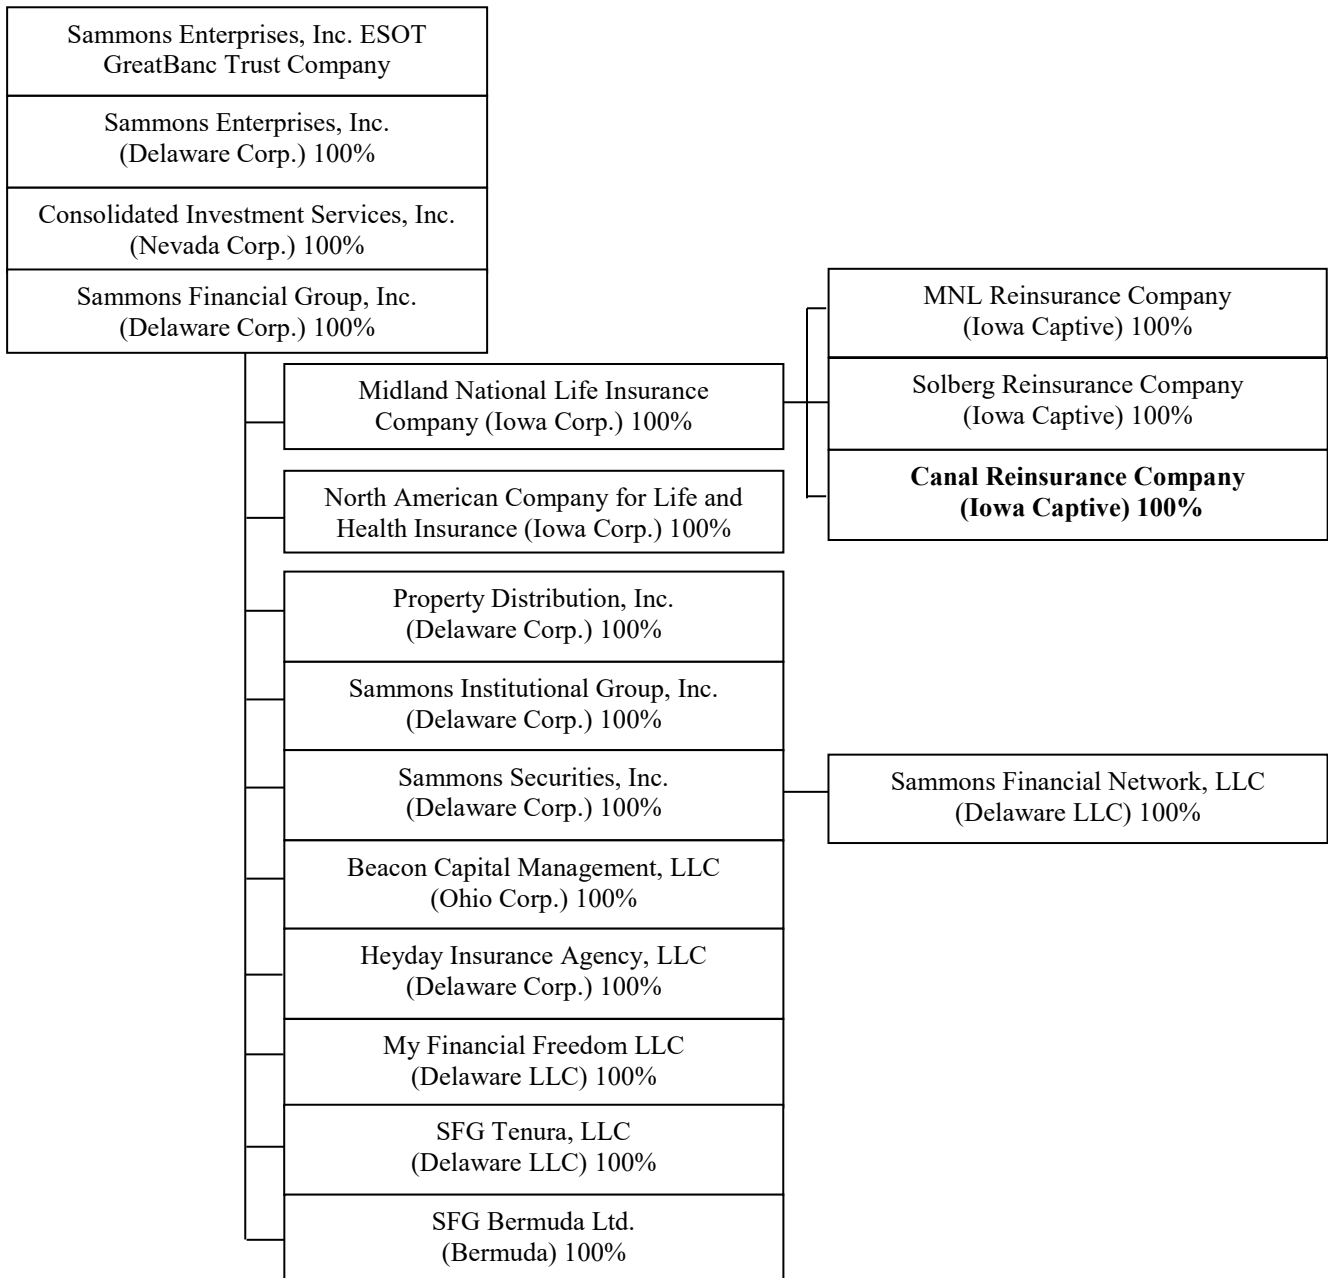 Sammons Enterprises, Inc. ESOT
GreatBanc Trust Company
Sammons Enterprises, Inc.
(Delaware Corp.) 100%
Consolidated Investment Services, Inc.
(Nevada Corp.) 100%
Sammons Financial Group, Inc.
(Delaware Corp.) 100%
Midland National Life Insurance
Company (Iowa Corp.) 100%
MNL Reinsurance Company
(Iowa Captive) 100%
Solberg Reinsurance Company
(Iowa Captive) 100%
Canal Reinsurance Company
(Iowa Captive) 100%
North American Company for Life and
Health Insurance (Iowa Corp.) 100%
Property Distribution, Inc.
(Delaware Corp.) 100%
Sammons Institutional Group, Inc.
(Delaware Corp.) 100%
Sammons Securities, Inc.
(Delaware Corp.) 100%
Sammons Financial Network, LLC
(Delaware LLC) 100%
Beacon Capital Management, LLC
(Ohio Corp.) 100%
Heyday Insurance Agency, LLC
(Delaware Corp.) 100%
My Financial Freedom LLC
(Delaware LLC) 100%
SFG Tenura, LLC
(Delaware LLC) 100%
SFG Bermuda Ltd.
(Bermuda) 100%